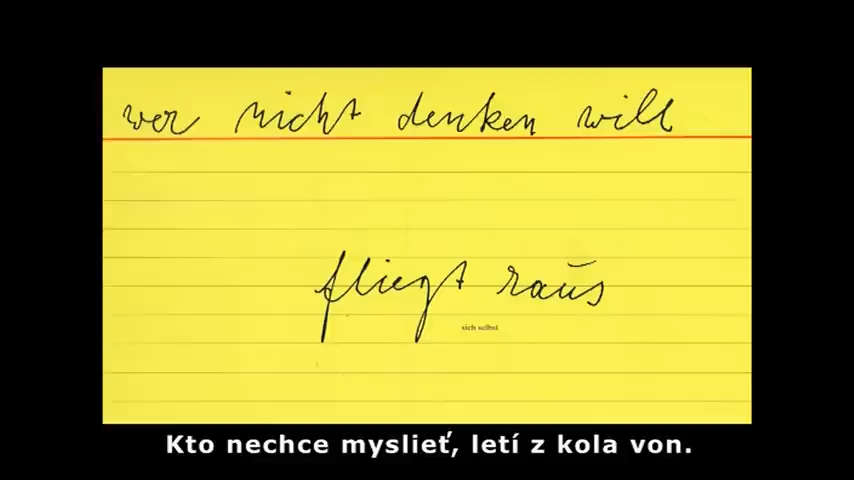 wer nicht denken will
fliegt raus
sich selbst
Kto nechce myslieť, letí z kola von.